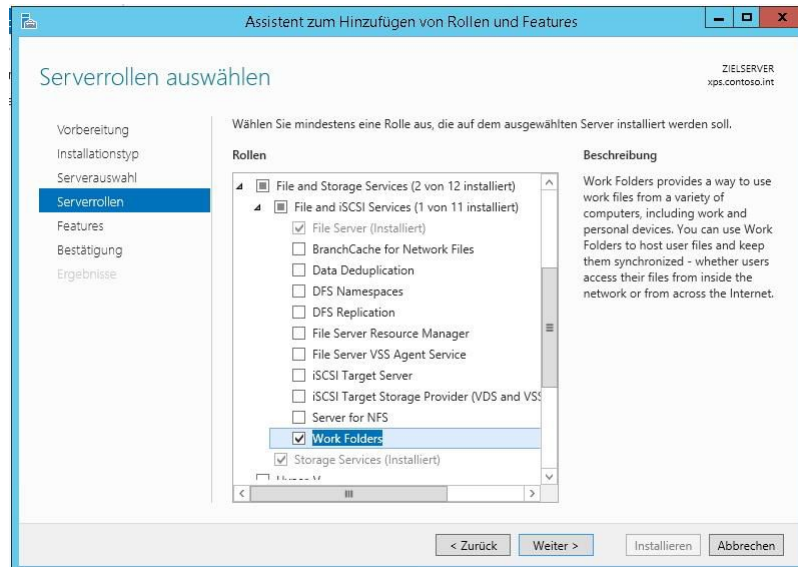 Assistent zum Hinzufügen von Rollen und Features
Serverrollen auswählen
ZIELSERVER
xps.contoso.int
Vorbereitung
Installationstyp
Serverauswahl
Serverrollen
Features
Bestätigung
Ergebnisse
Wählen Sie mindestens eine Rolle aus, die auf dem ausgewählten Server installiert werden soll.
Rollen
File and Storage Services (2 von 12 installiert)
File and iSCSI Services (1 von 11 installiert)
File Server (Installiert)
BranchCache for Network Files
Data Deduplication
DFS Namespaces
DFS Replication
File Server Resource Manager
File Server VSS Agent Service
iSCSI Target Server
iSCSI Target Storage Provider (VDS and VSS
Server for NFS
Work Folders
Storage Services (Installiert)
Beschreibung
Work Folders provides a way to use
work files from a variety of
computers, including work and
personal devices. You can use Work
Folders to host user files and keep
them synchronized - whether users
access their files from inside the
network or from across the Internet.
< Zurück
Weiter >
Installieren
Abbrechen